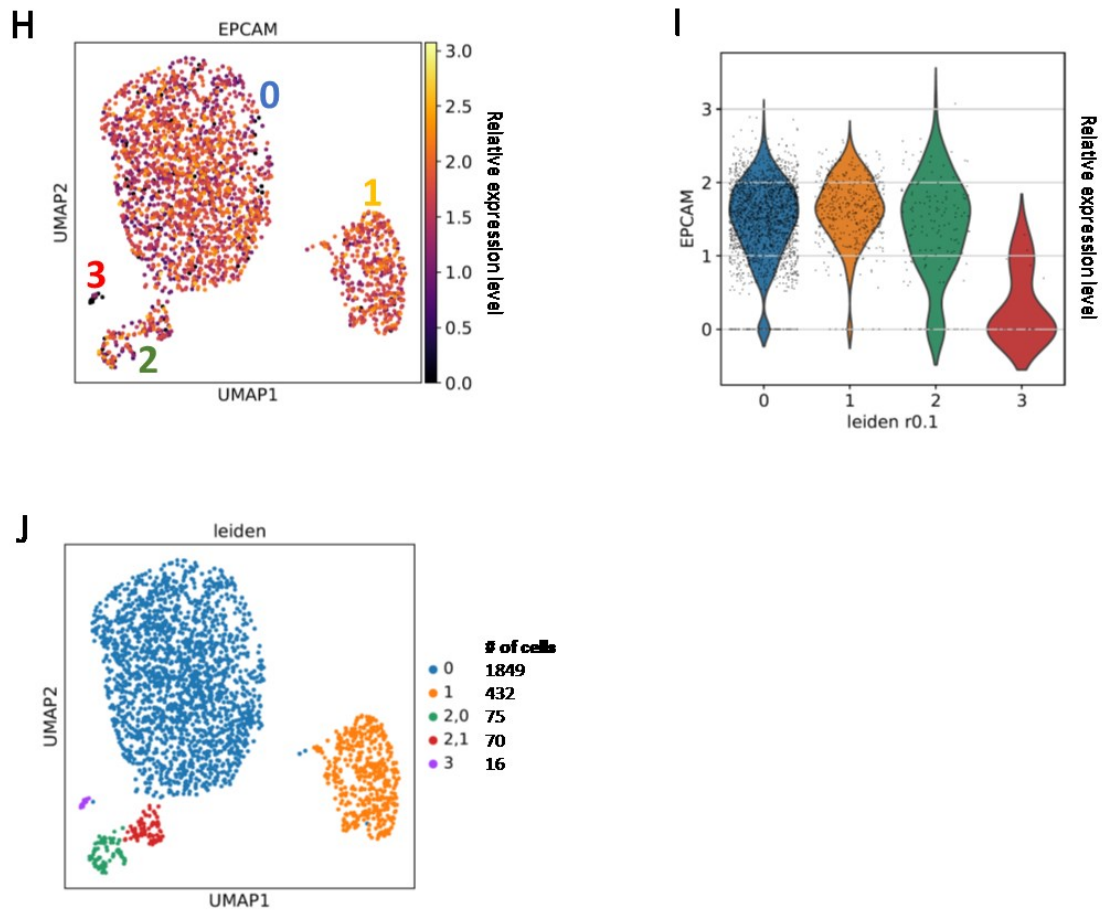 H
EPCAM
0
1
3
2
UMAP2
UMAP1
3.0
2.5
2.0
1.5
1.0
0.5
0.0
Relative expression level
I
3
2
1
0
EPCAM
0 1 2 3
leiden r0.1
Relative expression level
J
leiden
UMAP2
UMAP1
# of cells
0 1849
1 432
2,0 75
2,1 70
3 16